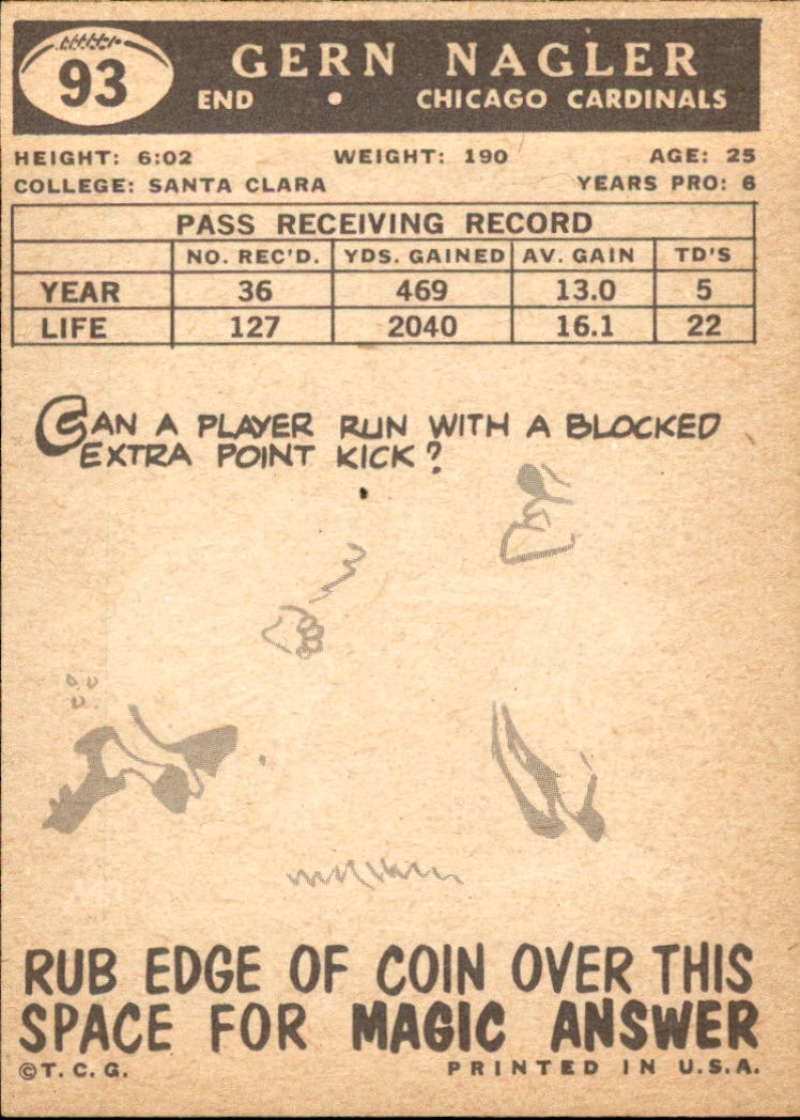 93
GERN NAGLER
END • CHICAGO CARDINALS
HEIGHT: 6:02 WEIGHT: 190 AGE: 25
COLLEGE: SANTA CLARA YEARS PRO: 6
PASS RECEIVING RECORD
NO. REC'D. YDS. GAINED AV. GAIN TD'S
YEAR 36 469 13.0 5
LIFE 127 2040 16.1 22
CAN A PLAYER RUN WITH A BLOCKED
EXTRA POINT KICK?
RUB EDGE OF COIN OVER THIS
SPACE FOR MAGIC ANSWER
©T. C. G. PRINTED IN U.S.A.